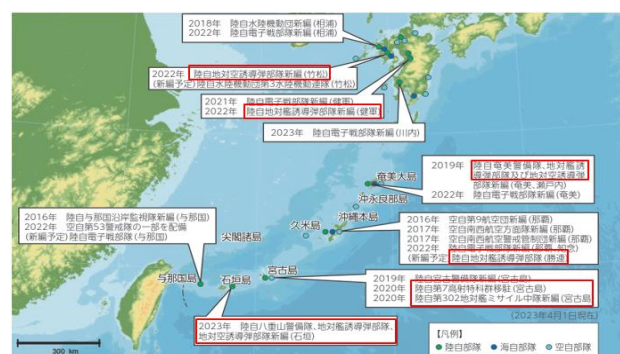 2018年 陸自水陸機動団新編(相浦)
2022年 陸自電子戦部隊新編(相浦)
2022年 陸自地対空誘導弾部隊新編(竹松)
(新編予定)陸自水陸機動団第3水陸機動連隊(竹松)
2021年 陸自電子戦部隊新編(健軍)
2022年 陸自地対艦誘導弾部隊新編(健軍)
2023年 陸自電子戦部隊新編(川内)
2019年 陸自奄美警備隊、地対艦誘
導弾部隊及び地対空誘導弾
部隊新編(奄美、瀬戸内)
2022年 陸自電子戦部隊新編(奄美)
奄美大島
沖永良部島
沖縄本島
久米島
2016年 陸自与那国沿岸監視隊新編(与那国)
2022年 空自第53警戒隊の一部を配備
(新編予定)陸自電子戦部隊(与那国)
尖閣諸島
2016年 空自第9航空団新編(那覇)
2017年 空自南西航空方面隊新編(那覇)
2017年 空自南西航空警戒管制団新編(那覇)
2022年 陸自電子戦部隊新編(那覇、知念)
(新編予定)陸自地対艦誘導弾部隊(勝連)
与那国島
石垣島
宮古島
2019年 陸自宮古警備隊新編(宮古島)
2020年 陸自第7高射特科群移駐(宮古島)
2020年 陸自第302地対艦ミサイル中隊新編(宮古島)
(2023年4月1日現在)
2023年 陸自八重山警備隊、地対艦誘導弾部隊、
地対空誘導弾部隊新編(石垣)
【凡例】
陸自部隊 海自部隊 空自部隊
300 km